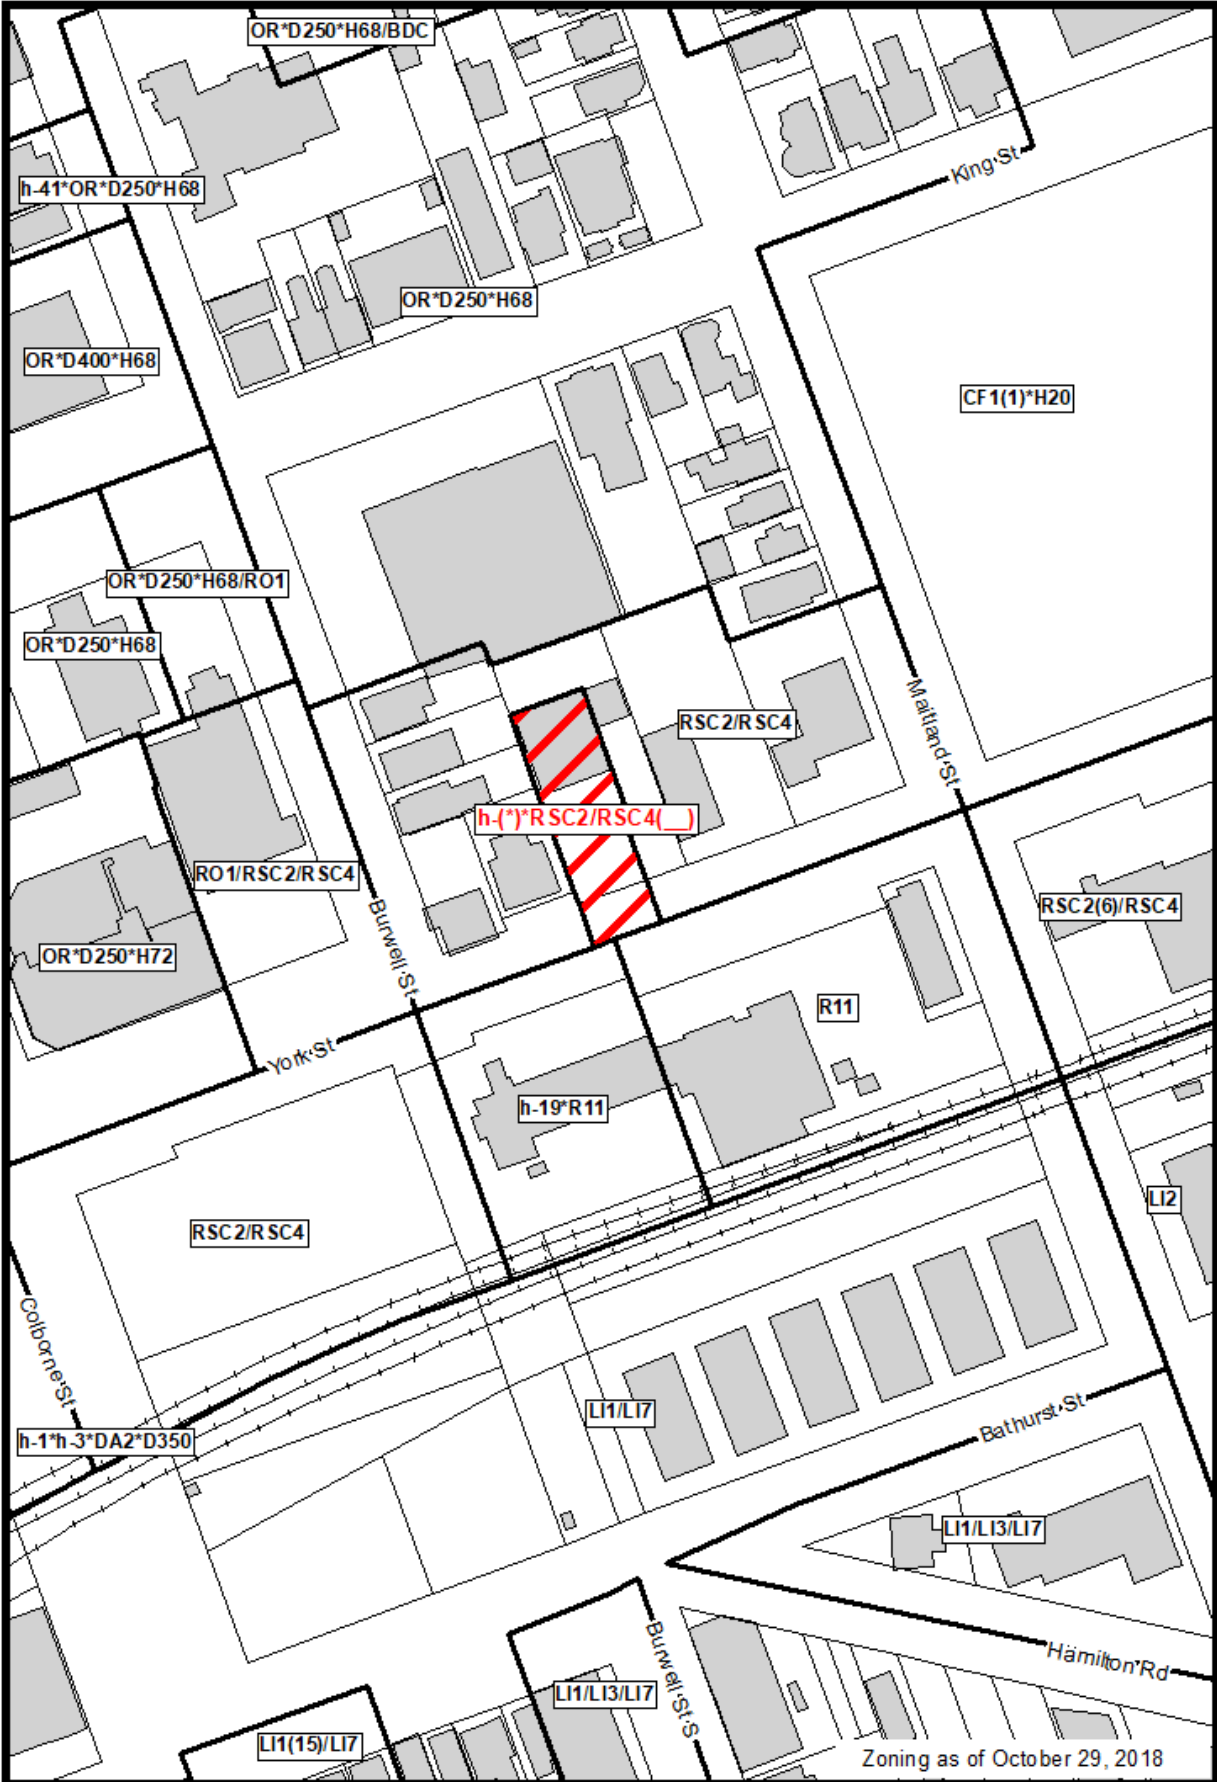 OR*D250*H68/BDC
King St
h-41*OR*D250*H68
OR*D250*H68
OR*D400*H68
CF1(1)*H20
OR*D250*H68/RO1
OR*D250*H68
Maitland St
RSC2/RSC4
h-(*)*RSC2/RSC4(__)
RO1/RSC2/RSC4
RSC2(6)/RSC4
Burwell St
OR*D250*H72
R11
York St
h-19*R11
LI2
RSC2/RSC4
Colborne St
LI1/LI7
Bathurst St
h-1*h-3*DA2*D350
LI1/LI3/LI7
Burwell St S
Hamilton Rd
LI1/LI3/LI7
LI1(15)/LI7
Zoning as of October 29, 2018